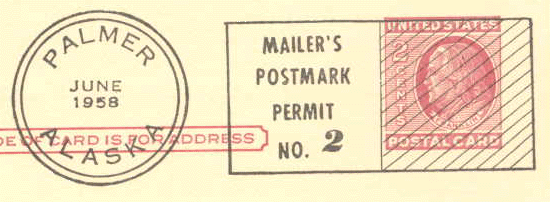 PALMER
JUNE
1958
ALASKA
DE OF CARD IS FOR ADDRESS
MAILER'S
POSTMARK
PERMIT
NO. 2
UNITED STATES
2
CENTS
FRANKLIN
POSTAL CARD